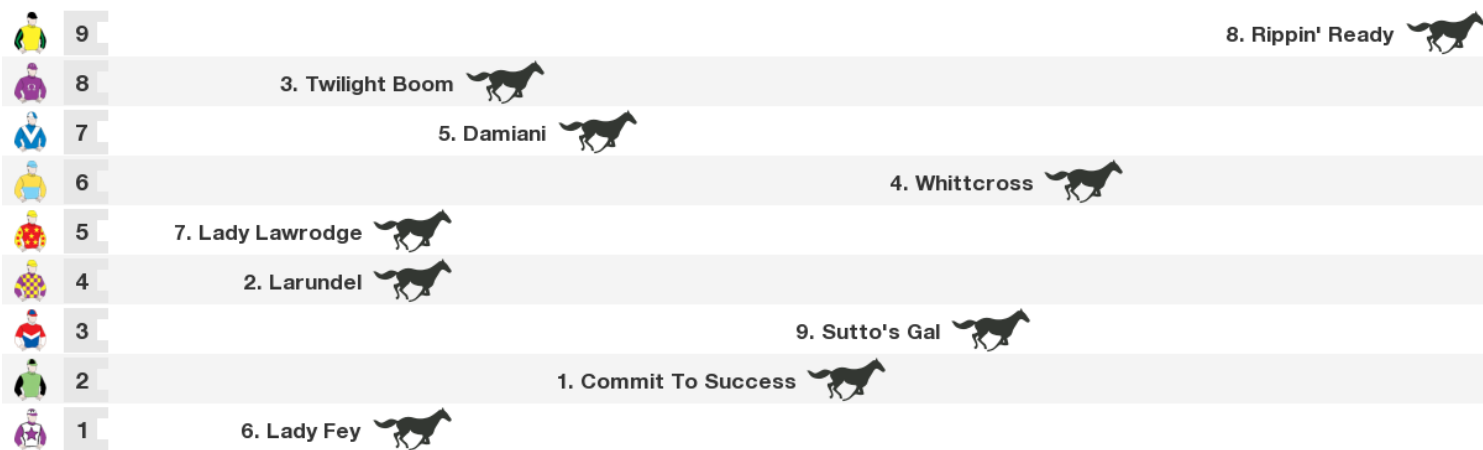 9 8. Rippin' Ready
8 3. Twilight Boom
7 5. Damiani
6 4. Whittcross
5 7. Lady Lawrodge
4 2. Larundel
3 9. Sutto's Gal
2 1. Commit To Success
1 6. Lady Fey